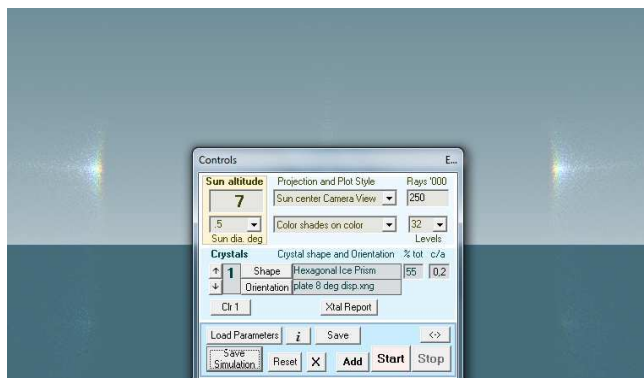 Controls E...
Sun altitude Projection and Plot Style Rays '000
7 Sun center Camera View 250
.5 Color shades on color 32
Sun dia. deg Levels
Crystals Crystal shape and Orientation % tot c/a
1 Shape Hexagonal Ice Prism 55 0,2
Orientation plate 8 deg disp.xng
Clr 1 Xtal Report
Load Parameters i Save <·>
Save Simulation Reset X Add Start Stop